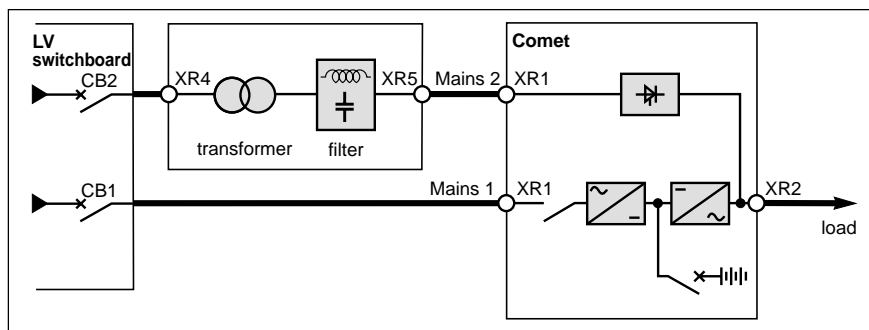 LV
switchboard
CB2
XR4
transformer
filter
XR5
Mains 2
Comet
XR1
CB1
Mains 1
XR1
XR2
load